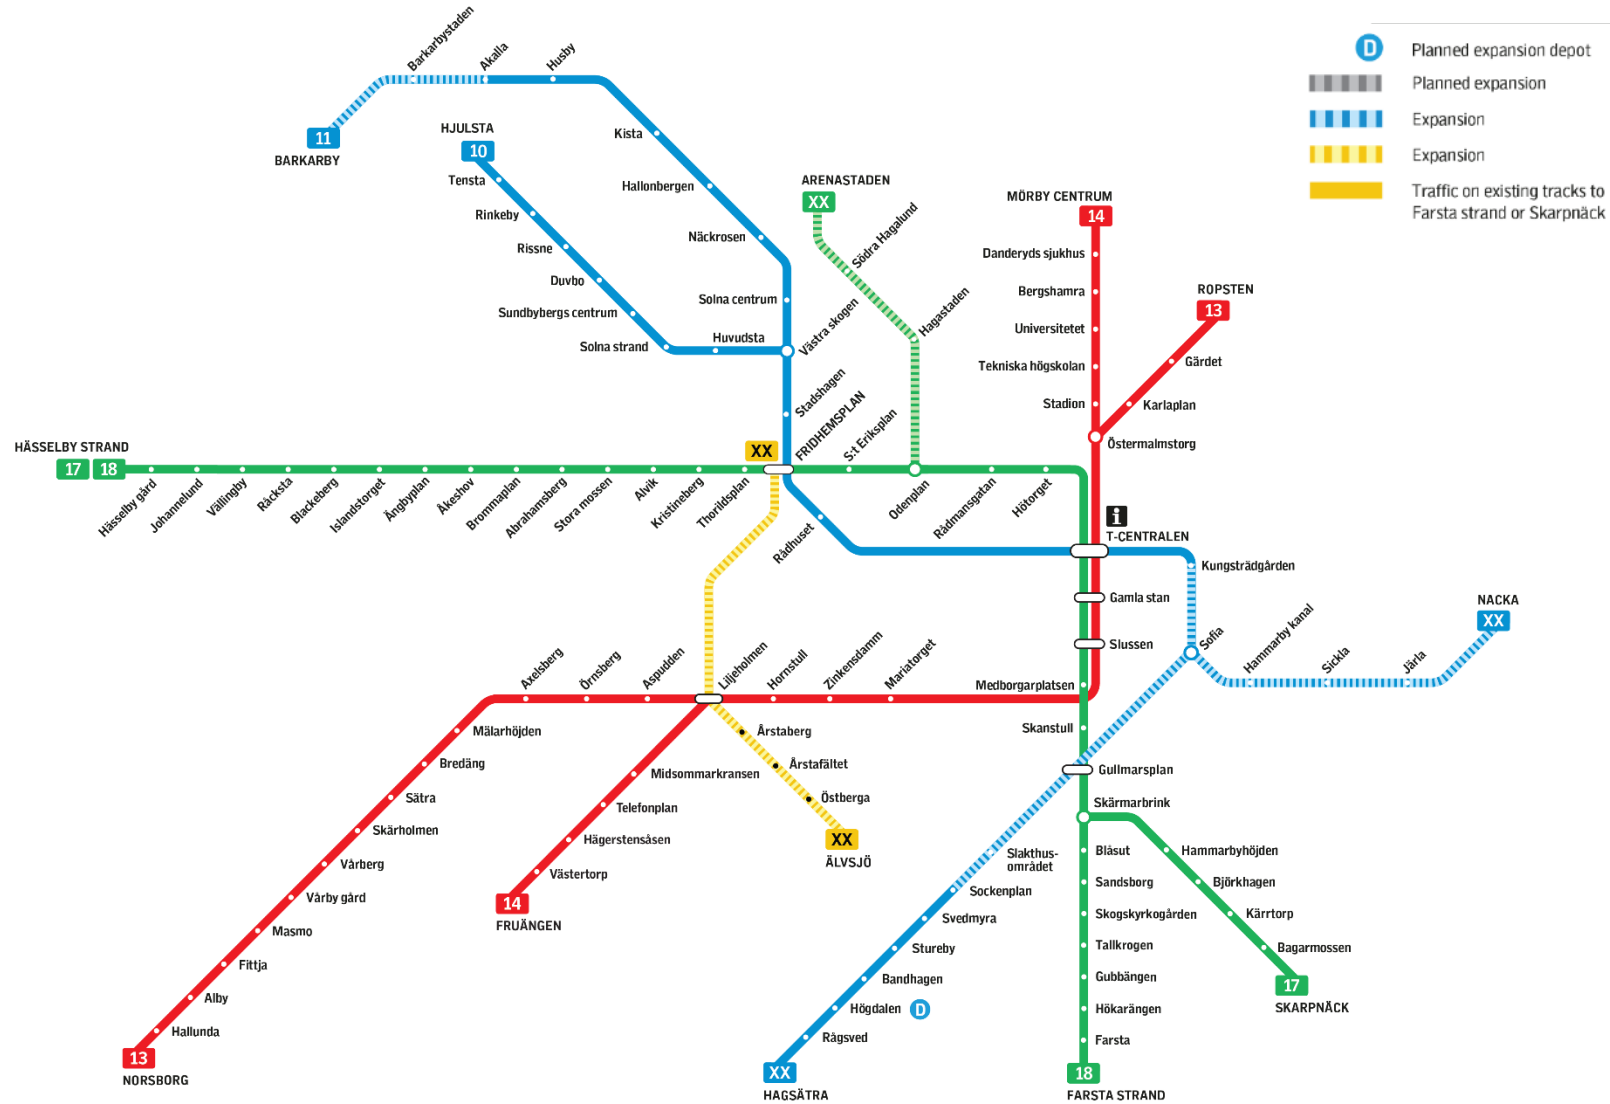 Planned expansion depot
D
Planned expansion
Expansion
Expansion
Traffic on existing tracks to
Farsta strand or Skarpnäck
Barkarbystaden
Akalla
Husby
11
BARKARBY
HJULSTA
10
Kista
Tensta
Hallonbergen
Rinkeby
Näckrosen
Rissne
Duvbo
Solna centrum
Sundbybergs centrum
Solna strand
Huvudsta
Västra skogen
Stadshagen
FRIDHEMSPLAN
XX
ARENASTADEN
XX
Södra Hagalund
Hagastaden
S:t Eriksplan
MÖRBY CENTRUM
14
Danderyds sjukhus
Bergshamra
Universitetet
Tekniska högskolan
Stadion
ROPSTEN
13
Gärdet
Karlaplan
Östermalmstorg
HÄSSELBY STRAND
17
18
Hässelby gård
Johannelund
Vällingby
Råcksta
Blackeberg
Islandstorget
Ängbyplan
Åkeshov
Brommaplan
Abrahamsberg
Stora mossen
Alvik
Kristineberg
Thorildsplan
Rådhuset
Odenplan
Rådmansgatan
Hötorget
i
T-CENTRALEN
Kungsträdgården
Gamla stan
Slussen
NACKA
XX
Sofia
Hammarby kanal
Sickla
Järla
Axelsberg
Örnsberg
Aspudden
Liljeholmen
Hornstull
Zinkensdamm
Mariatorget
Medborgarplatsen
Skanstull
Gullmarsplan
Skärmarbrink
Mälarhöjden
Bredäng
Sätra
Skärholmen
Vårberg
Vårby gård
Masmo
Fittja
Alby
Hallunda
13
NORSBORG
Midsommarkransen
Telefonplan
Hägerstensåsen
Västertorp
14
FRUÄNGEN
Årstaberg
Årstafältet
Östberga
XX
ÄLVSJÖ
Slakthus-
området
Sockenplan
Svedmyra
Stureby
Bandhagen
Högdalen
D
Rågsved
XX
HAGSÄTRA
Blåsut
Sandsborg
Skogskyrkogården
Tallkrogen
Gubbängen
Hökarängen
Farsta
18
FARSTA STRAND
Hammarbyhöjden
Björkhagen
Kärrtorp
Bagarmossen
17
SKARPNÄCK